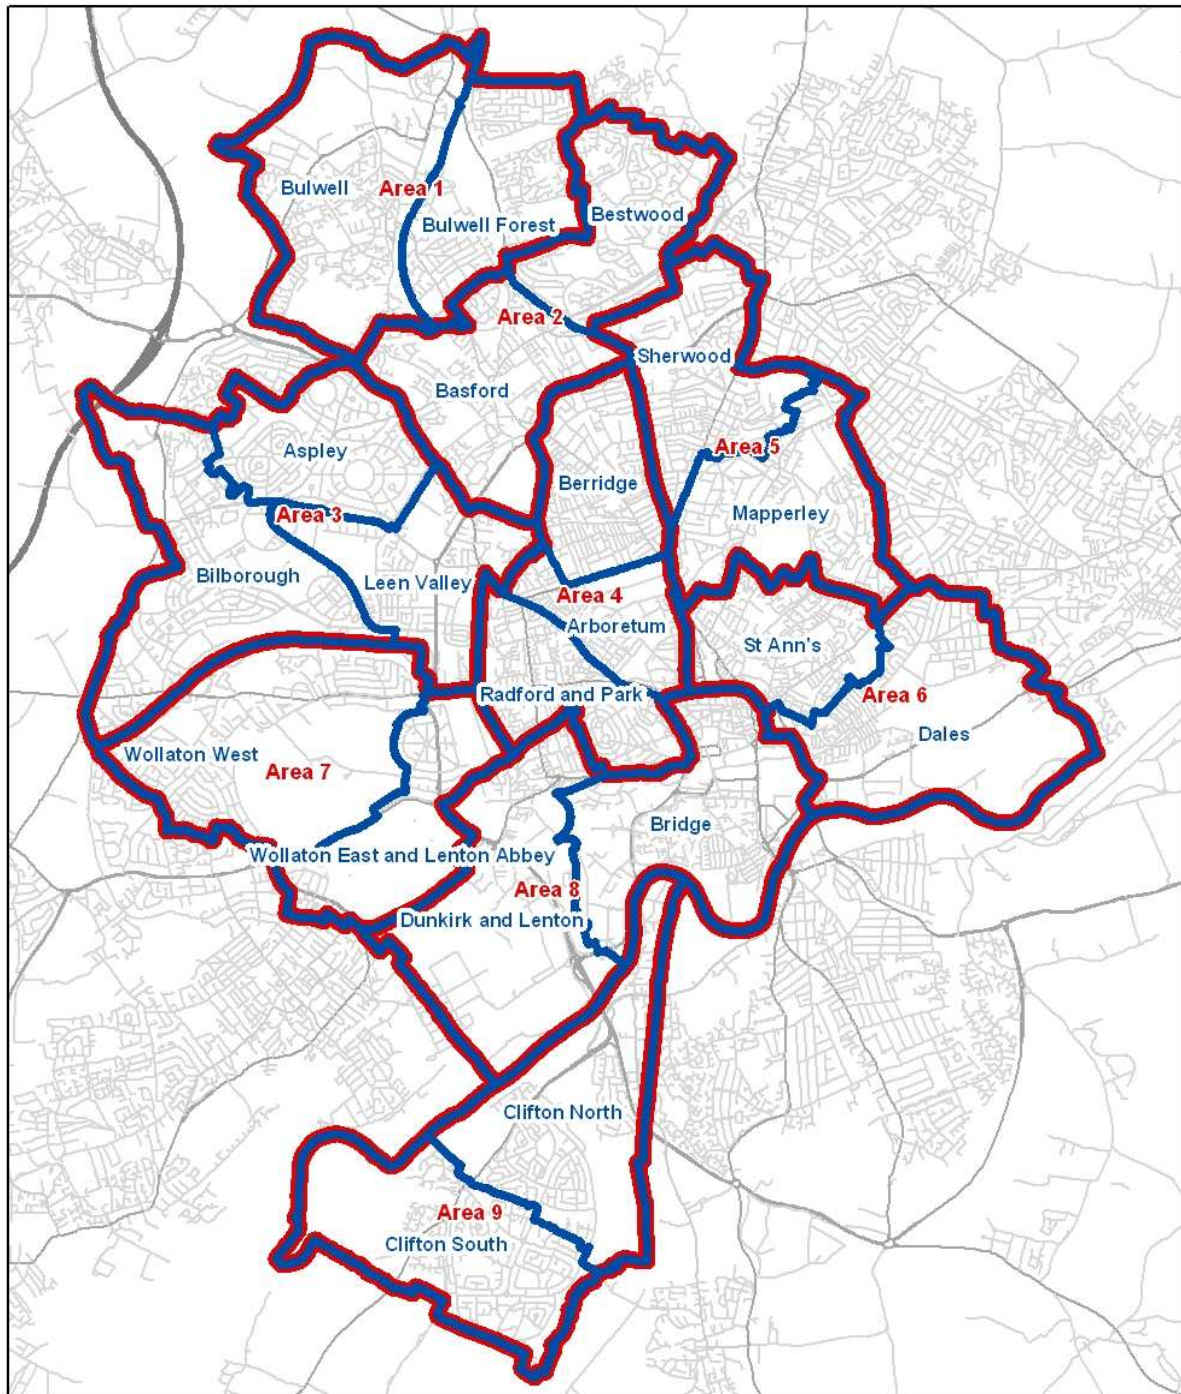 Bulwell
Area 1
Bulwell Forest
Bestwood
Area 2
Sherwood
Basford
Aspley
Area 5
Berridge
Area 3
Mapperley
Bilborough
Leen Valley
Area 4
Arboretum
St Ann's
Radford and Park
Area 6
Dales
Wollaton West
Area 7
Bridge
Wollaton East and Lenton Abbey
Area 8
Dunkirk and Lenton
Clifton North
Area 9
Clifton South